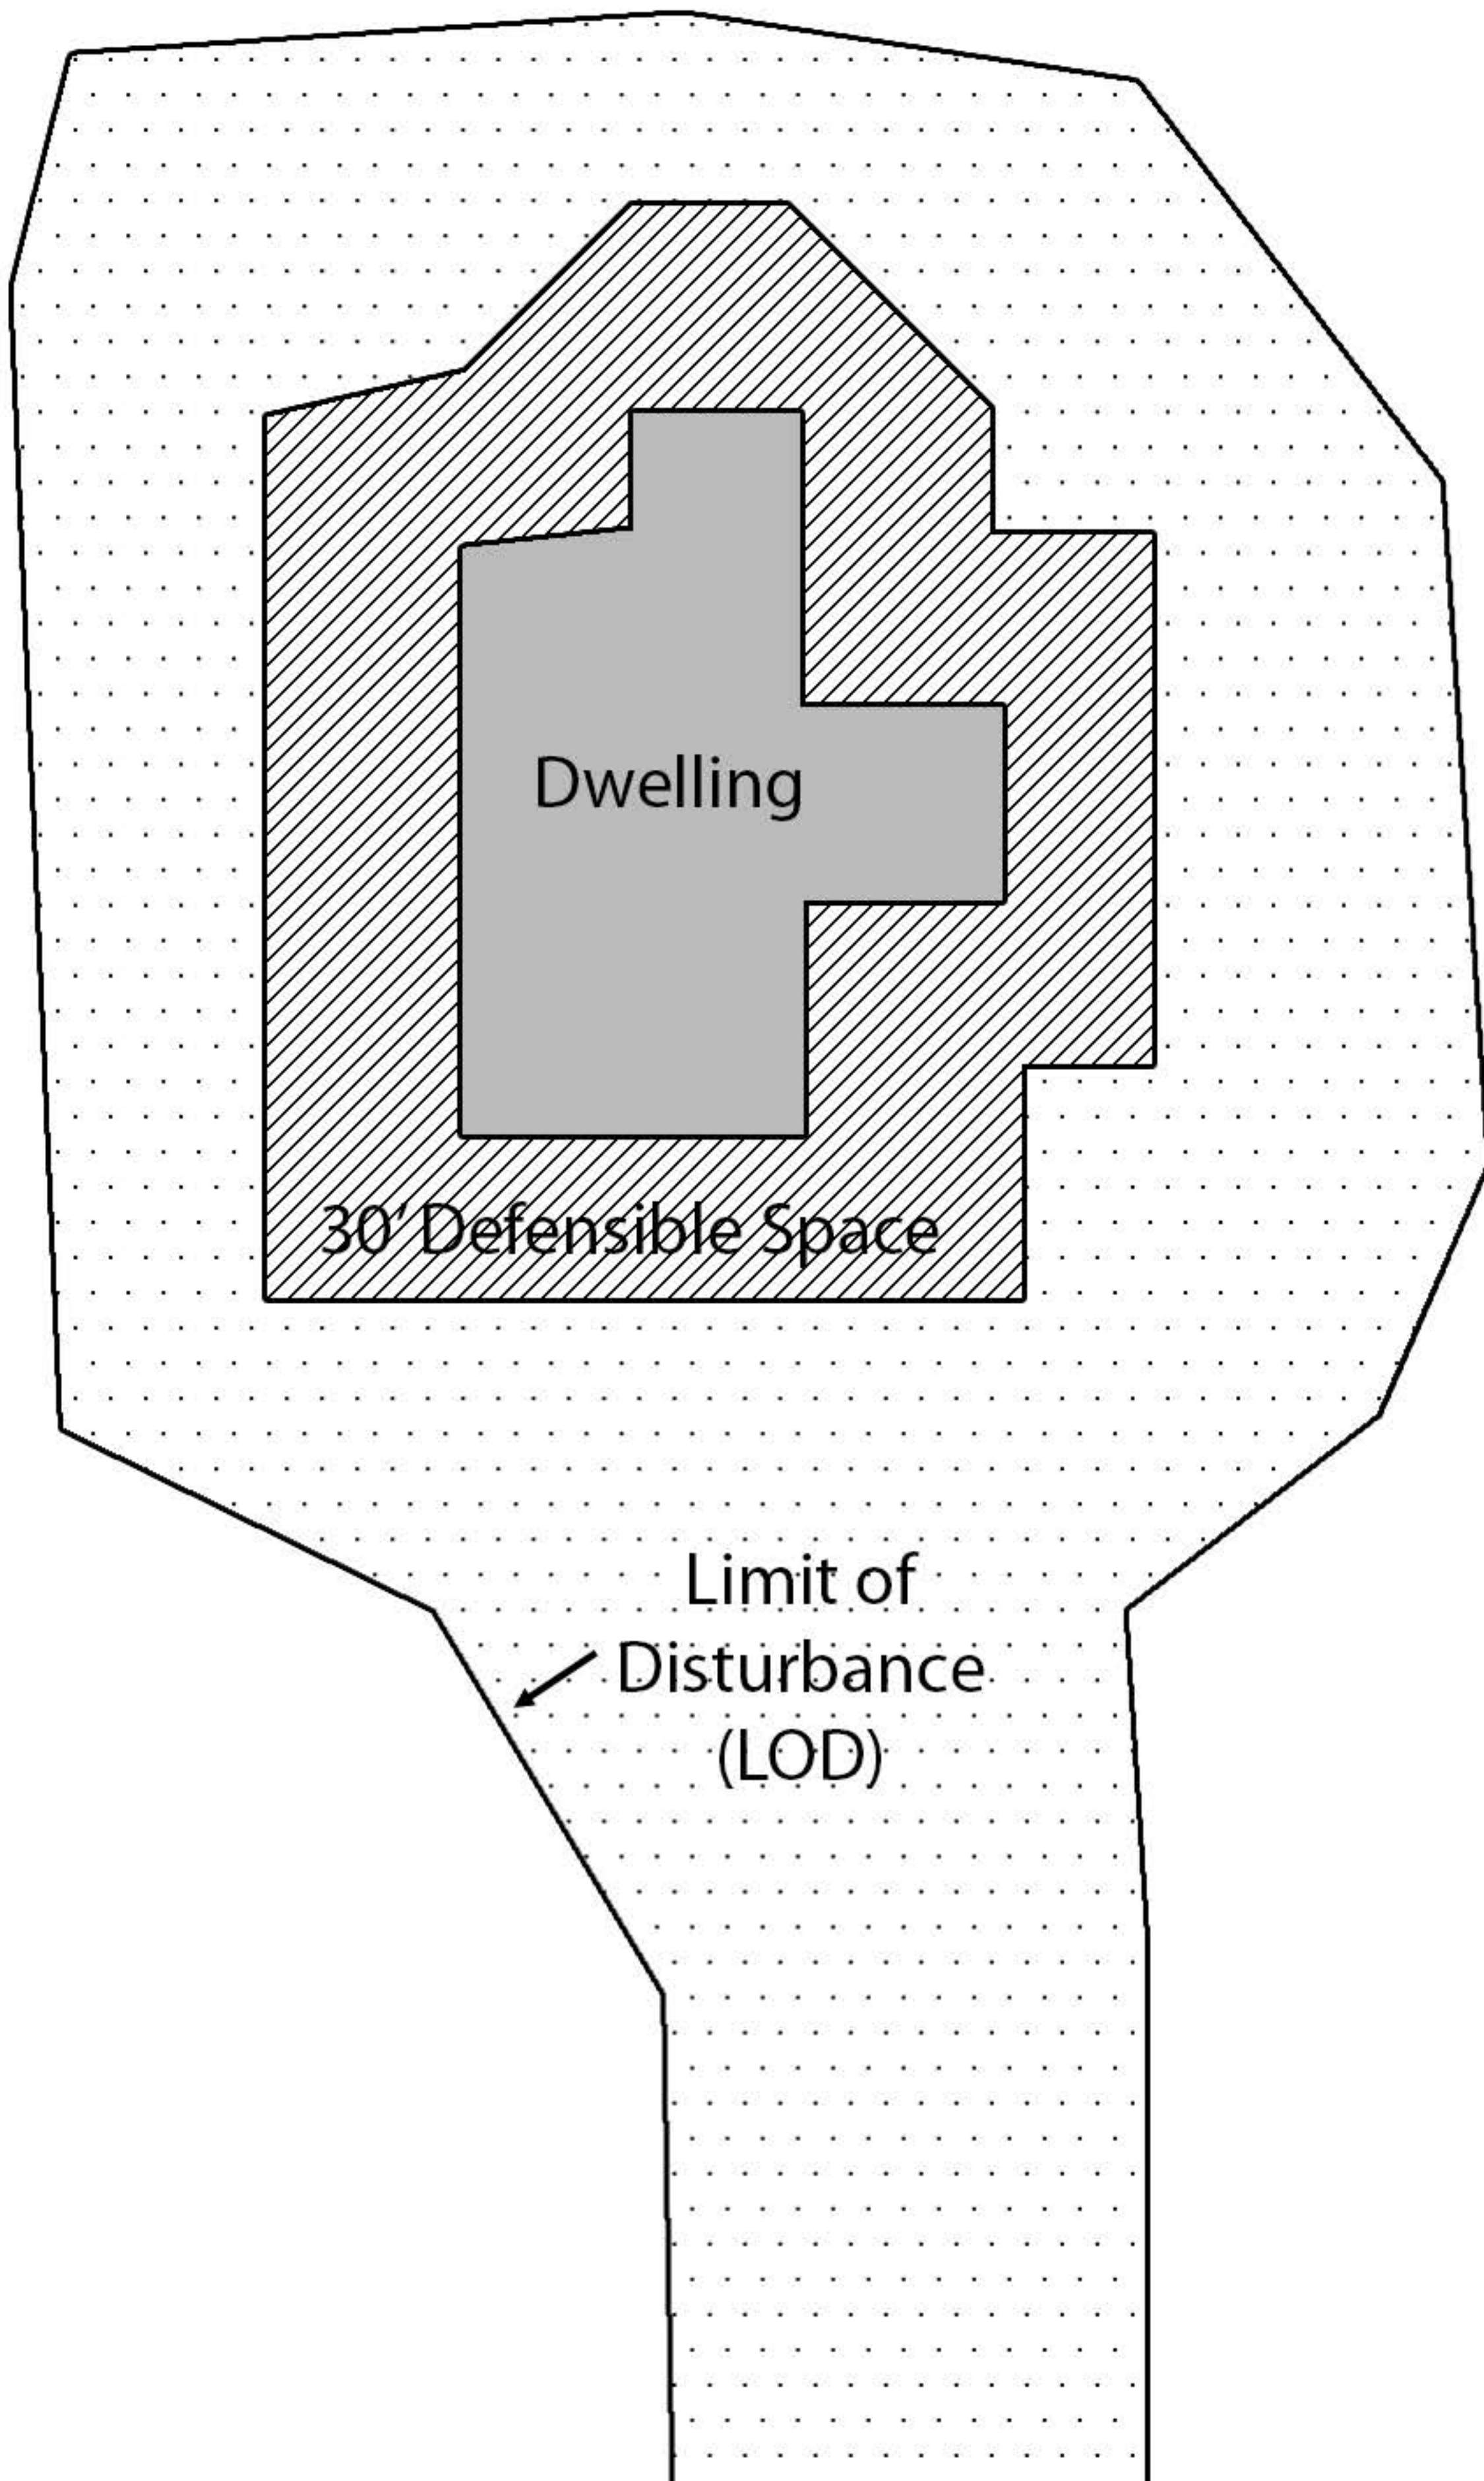 Dwelling
30' Defensible Space
Limit of
Disturbance
(LOD)